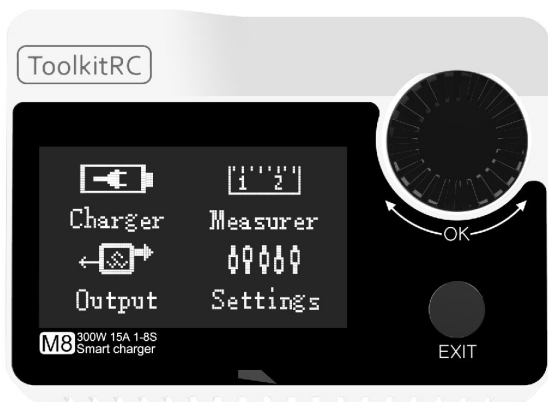 ToolkitRC
1 2
Charger Measurer
Output Settings
OK
M8 300W 15A 1-8S
Smart charger
EXIT